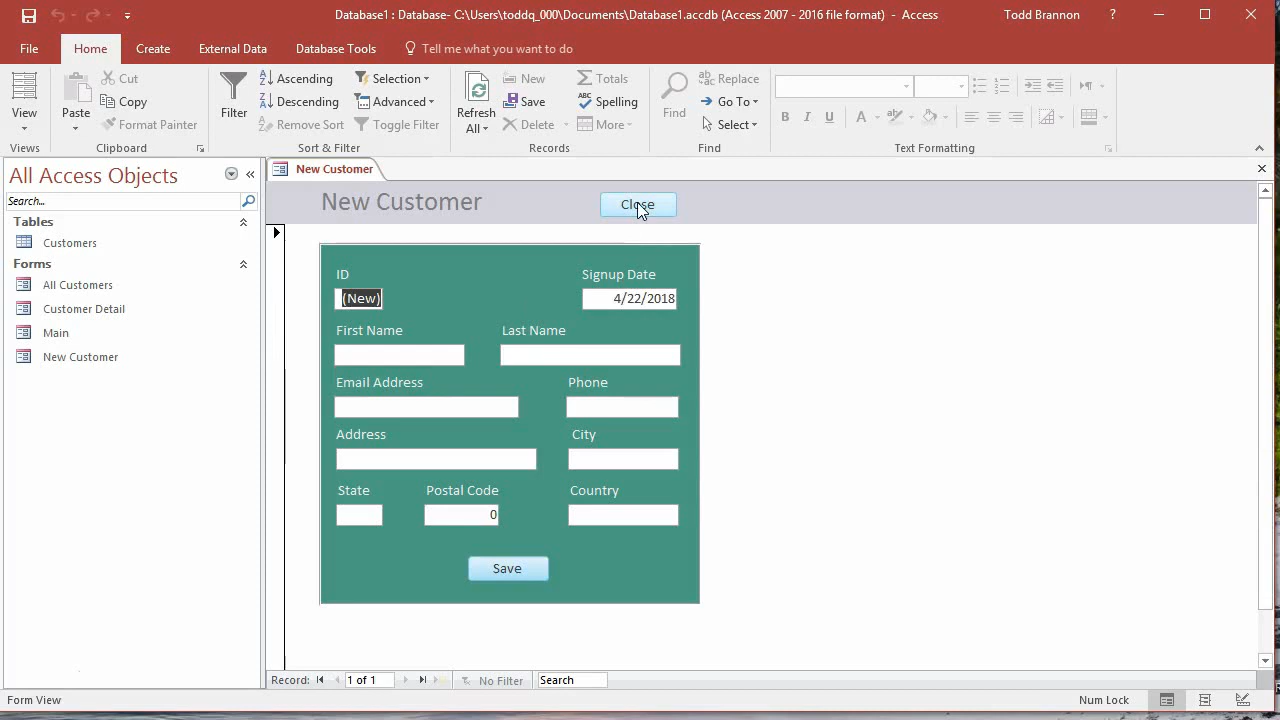 Database1 : Database- C:\Users\toddq_000\Documents\Database1.accdb (Access 2007 - 2016 file format) - Access
Todd Brannon
?
File Home Create External Data Database Tools Tell me what you want to do
View
Views
Paste
Cut
Copy
Format Painter
Clipboard
Filter
Ascending
Descending
Remove Sort
Selection
Advanced
Toggle Filter
Sort & Filter
Refresh
All
New
Save
Delete
Totals
ABC Spelling
More
Records
Find
ab Replace
ac
Go To
Select
Find
B I U A
Text Formatting
All Access Objects
Search...
Tables
Customers
Forms
All Customers
Customer Detail
Main
New Customer
New Customer
New Customer
Close
ID Signup Date
(New) 4/22/2018
First Name Last Name
Email Address Phone
Address City
State Postal Code Country
0
Save
Record: 1 of 1 No Filter Search
Form View
Num Lock